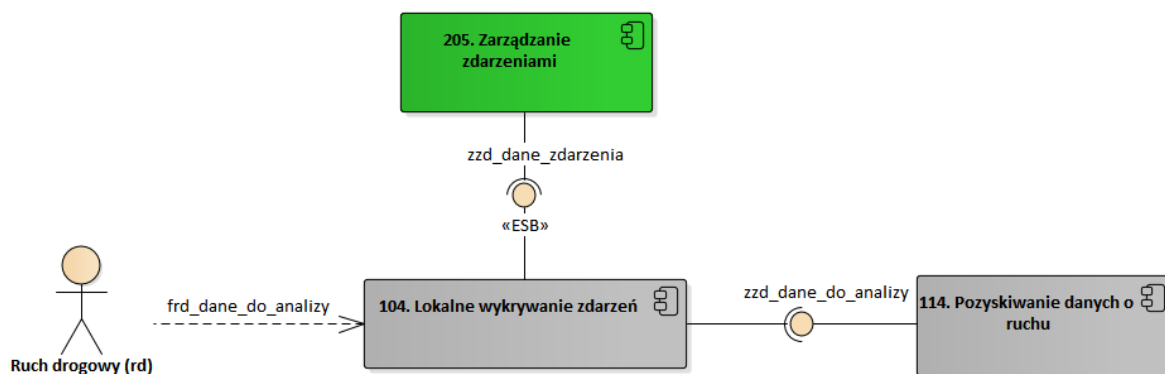 205. Zarządzanie
zdarzeniami
zzd_dane_zdarzenia
«ESB»
frd_dane_do_analizy
104. Lokalne wykrywanie zdarzeń
zzd_dane_do_analizy
114. Pozyskiwanie danych o
ruchu
Ruch drogowy (rd)